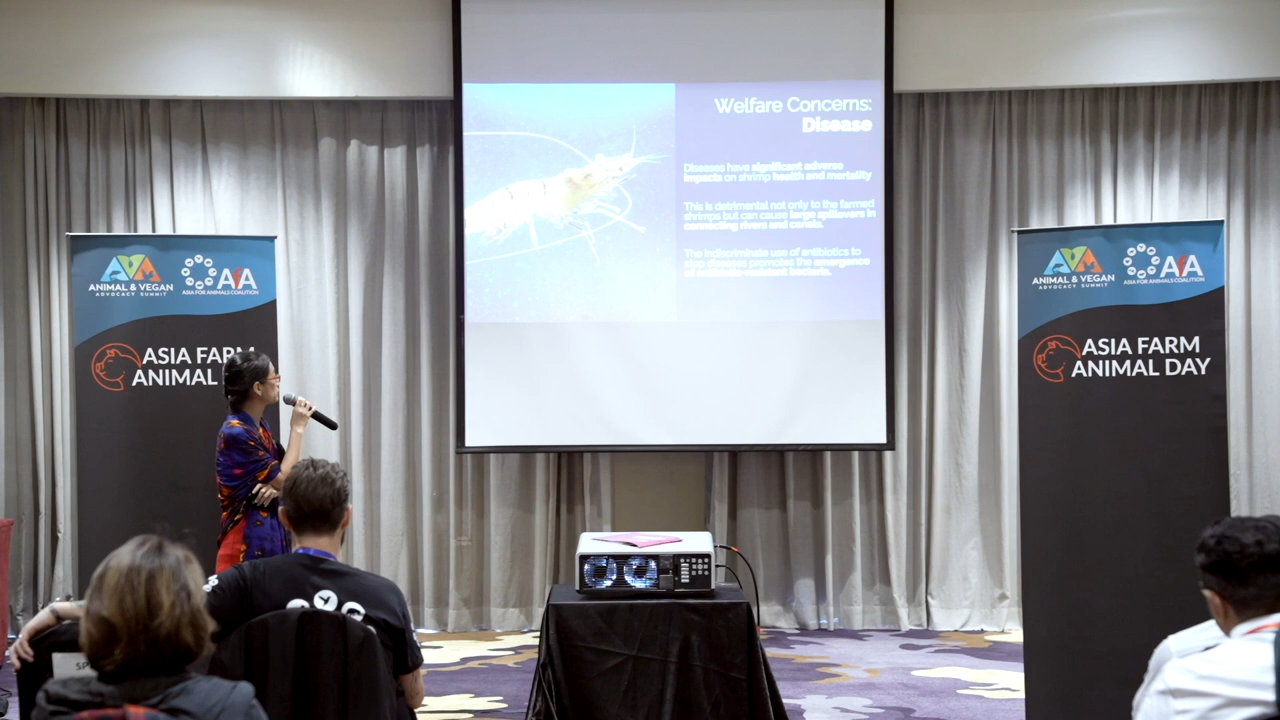 Welfare Concerns:
Disease
Diseases have significant adverse
impacts on shrimp health and mortality
This is detrimental not only to the farmed
shrimps but can cause large spillovers in
connecting rivers and canals.
The indiscriminate use of antibiotics to
promotes the emergence
ANIMAL & VEGAN
ADVOCACY SUMMIT
AfA
ASIA FOR ANIMALS COALITION
ASIA FARM
ANIMAL
ANIMAL & VEGAN
ADVOCACY SUMMIT
AfA
ASIA FOR ANIMALS COALITION
ASIA FARM
ANIMAL DAY
SP